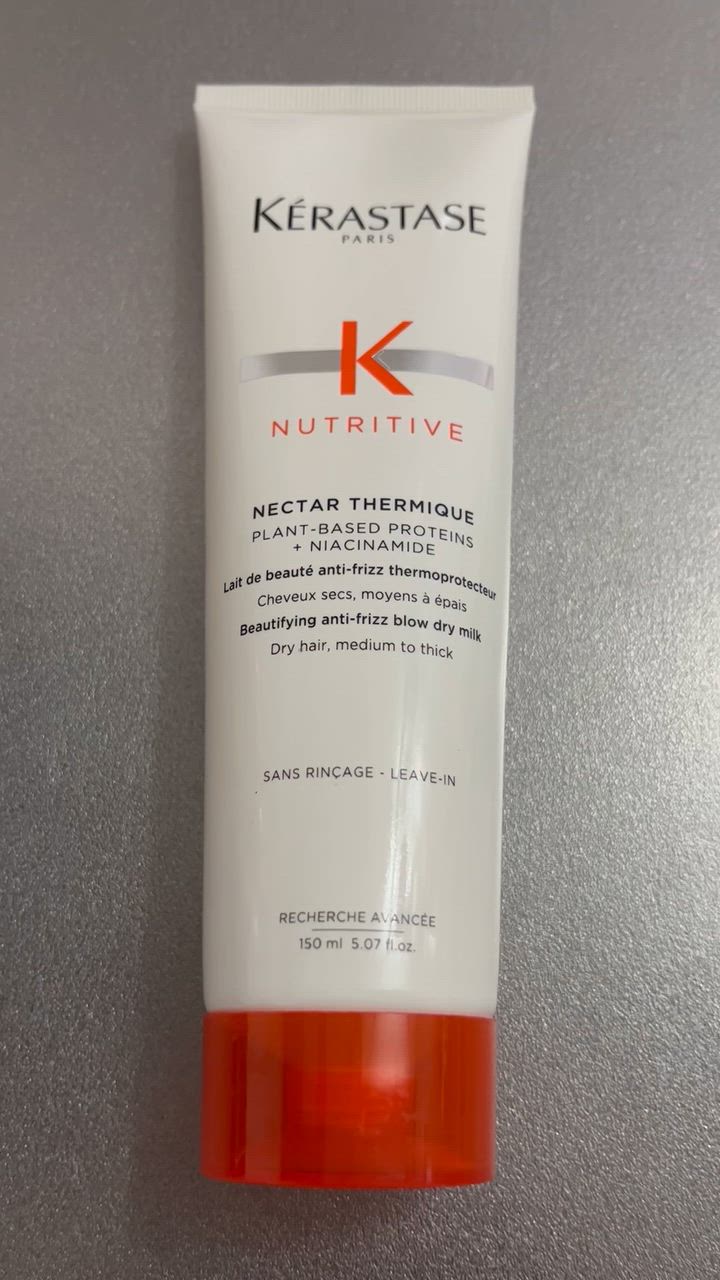 KÉRASTASE
PARIS
K
NUTRITIVE
NECTAR THERMIQUE
PLANT-BASED PROTEINS
+ NIACINAMIDE
Lait de beauté anti-frizz thermoprotecteur
Cheveux secs, moyens à épais
Beautifying anti-frizz blow dry milk
Dry hair, medium to thick
SANS RINÇAGE - LEAVE-IN
RECHERCHE AVANCÉE
150 ml 5.07 fl.oz.